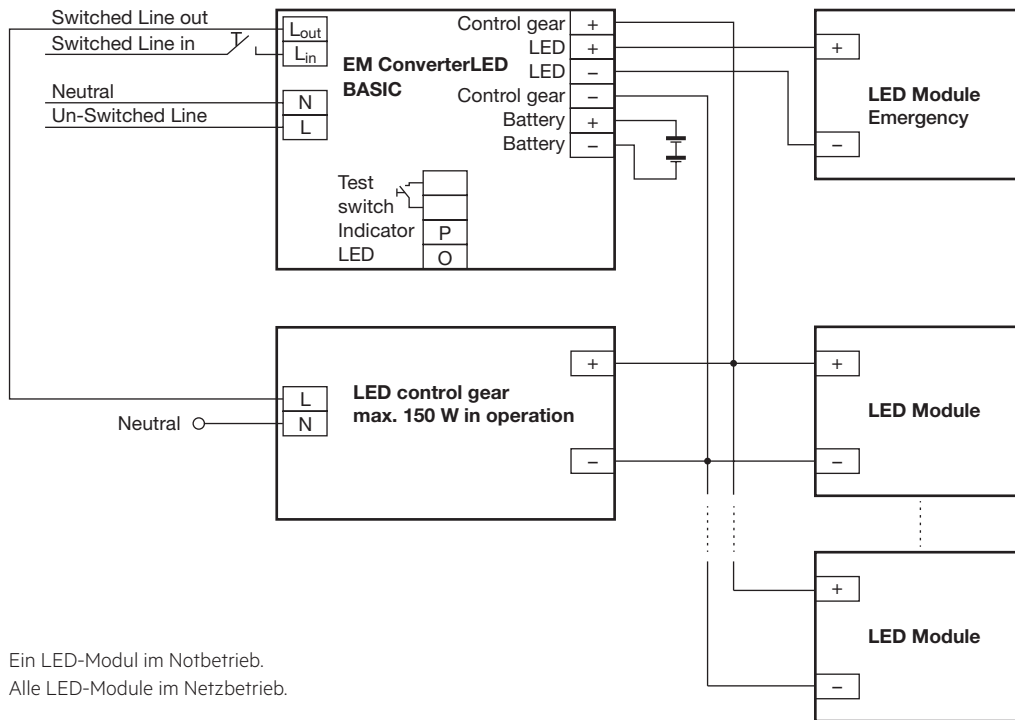 Switched Line out
Switched Line in
Neutral
Un-Switched Line
Lout
Lin
N
L
EM ConverterLED
BASIC
Control gear +
LED +
LED –
Control gear –
Battery +
Battery –
Test
switch
Indicator P
LED O
+
–
LED Module
Emergency
Neutral
L
N
LED control gear
max. 150 W in operation
+
–
+
–
LED Module
+
–
LED Module
Ein LED-Modul im Notbetrieb.
Alle LED-Module im Netzbetrieb.